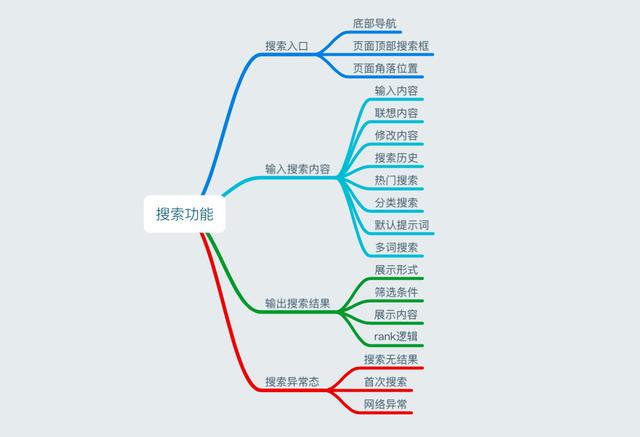 搜索功能
搜索入口
底部导航
页面顶部搜索框
页面角落位置
输入搜索内容
输入内容
联想内容
修改内容
搜索历史
热门搜索
分类搜索
默认提示词
多词搜索
输出搜索结果
展示形式
筛选条件
展示内容
rank逻辑
搜索异常态
搜索无结果
首次搜索
网络异常